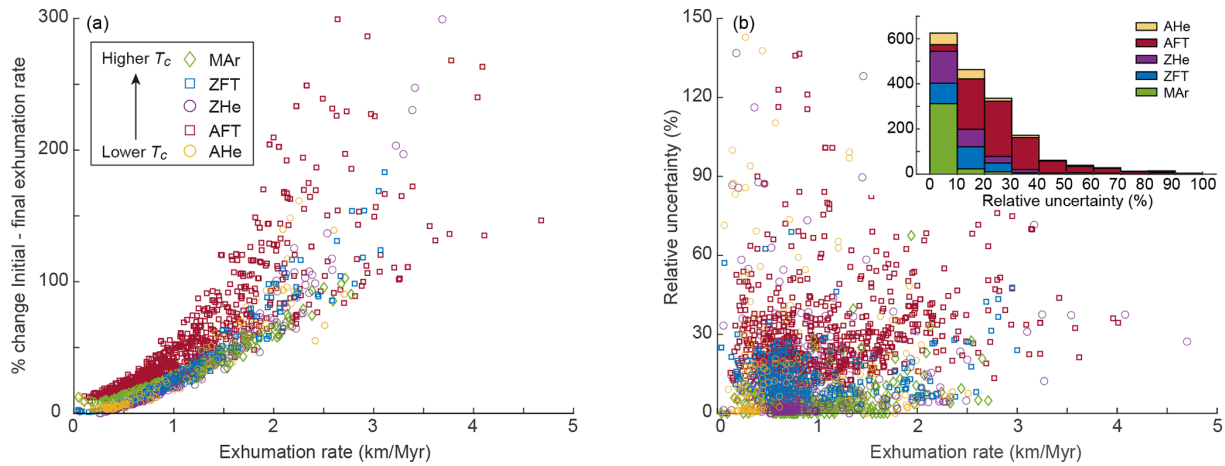 (a)
% change Initial - final exhumation rate
300
200
100
0
Higher Tc
Lower Tc
MAr
ZFT
ZHe
AFT
AHe
0 1 2 3 4 5
Exhumation rate (km/Myr)
(b)
Relative uncertainty (%)
150
120
90
60
30
0
0 1 2 3 4 5
Exhumation rate (km/Myr)
600
400
200
0
0 10 20 30 40 50 60 70 80 90 100
Relative uncertainty (%)
AHe
AFT
ZHe
ZFT
MAr